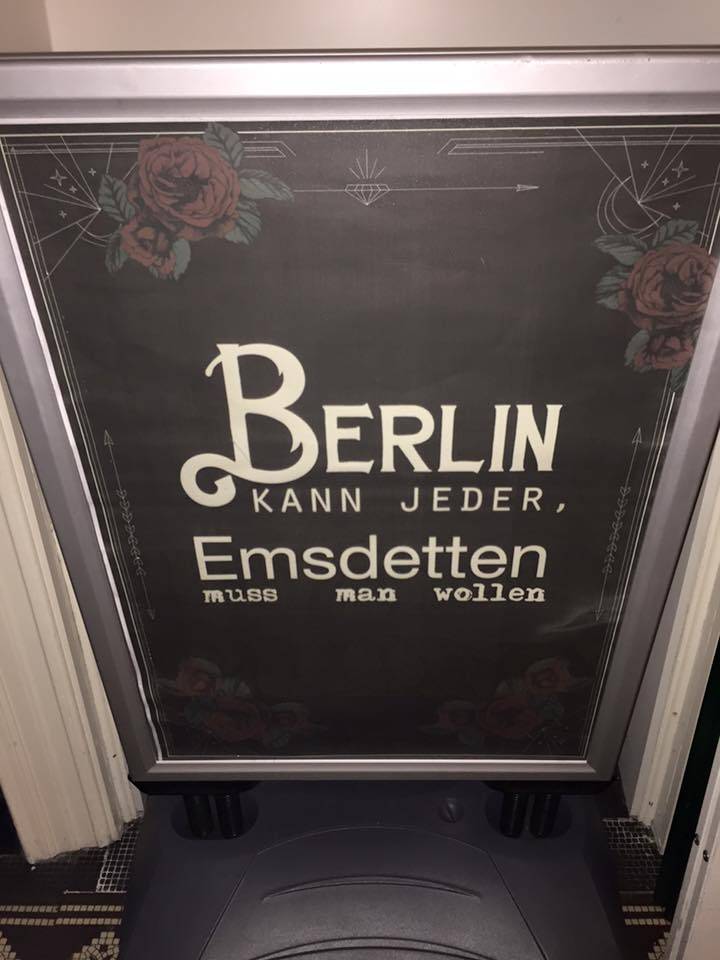 BERLIN
KANN JEDER,
Emsdetten
muss man wollen